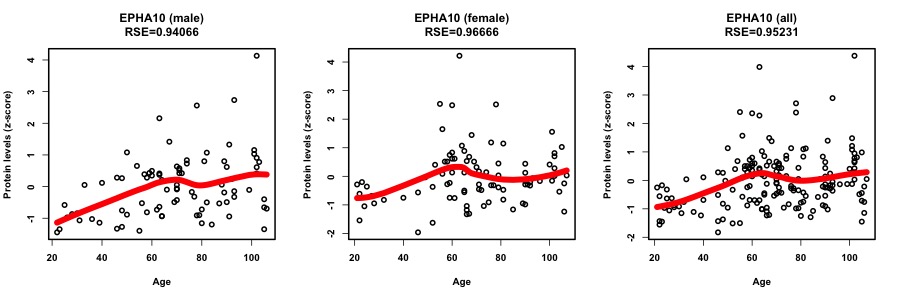 EPHA10 (male)
RSE=0.94066
Protein levels (z-score)
4
3
2
1
0
-1
20
40
60
80
100
Age
EPHA10 (female)
RSE=0.96666
Protein levels (z-score)
4
3
2
1
0
-1
-2
20
40
60
80
100
Age
EPHA10 (all)
RSE=0.95231
Protein levels (z-score)
4
3
2
1
0
-1
-2
20
40
60
80
100
Age